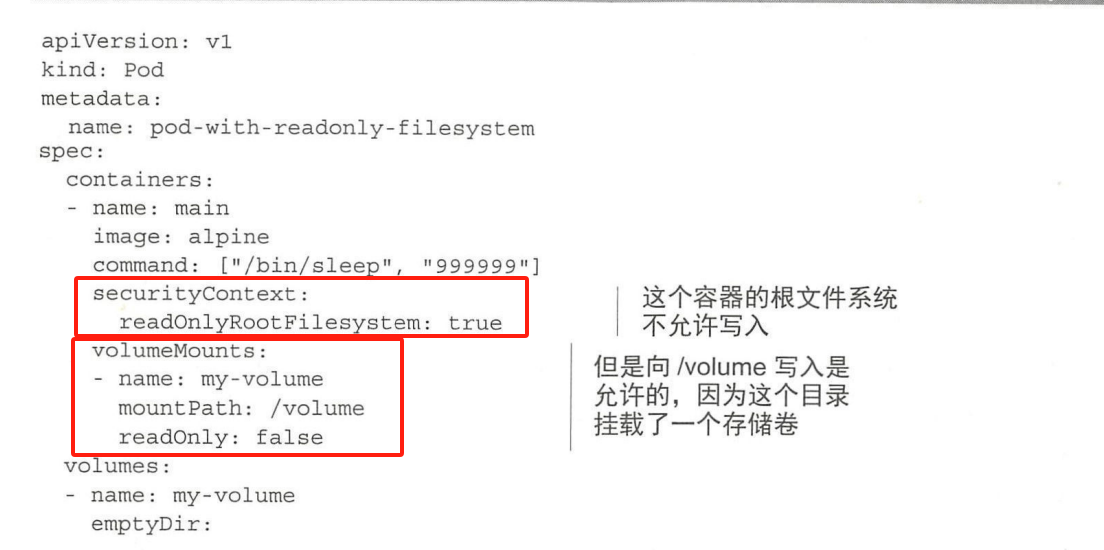 apiVersion: v1
kind: Pod
metadata:
  name: pod-with-readonly-filesystem
spec:
  containers:
  - name: main
    image: alpine
    command: ["/bin/sleep", "999999"]
    securityContext:
      readOnlyRootFilesystem: true
    volumeMounts:
    - name: my-volume
      mountPath: /volume
      readOnly: false
  volumes:
  - name: my-volume
    emptyDir:
这个容器的根文件系统
不允许写入
但是向 /volume 写入是
允许的，因为这个目录
挂载了一个存储卷